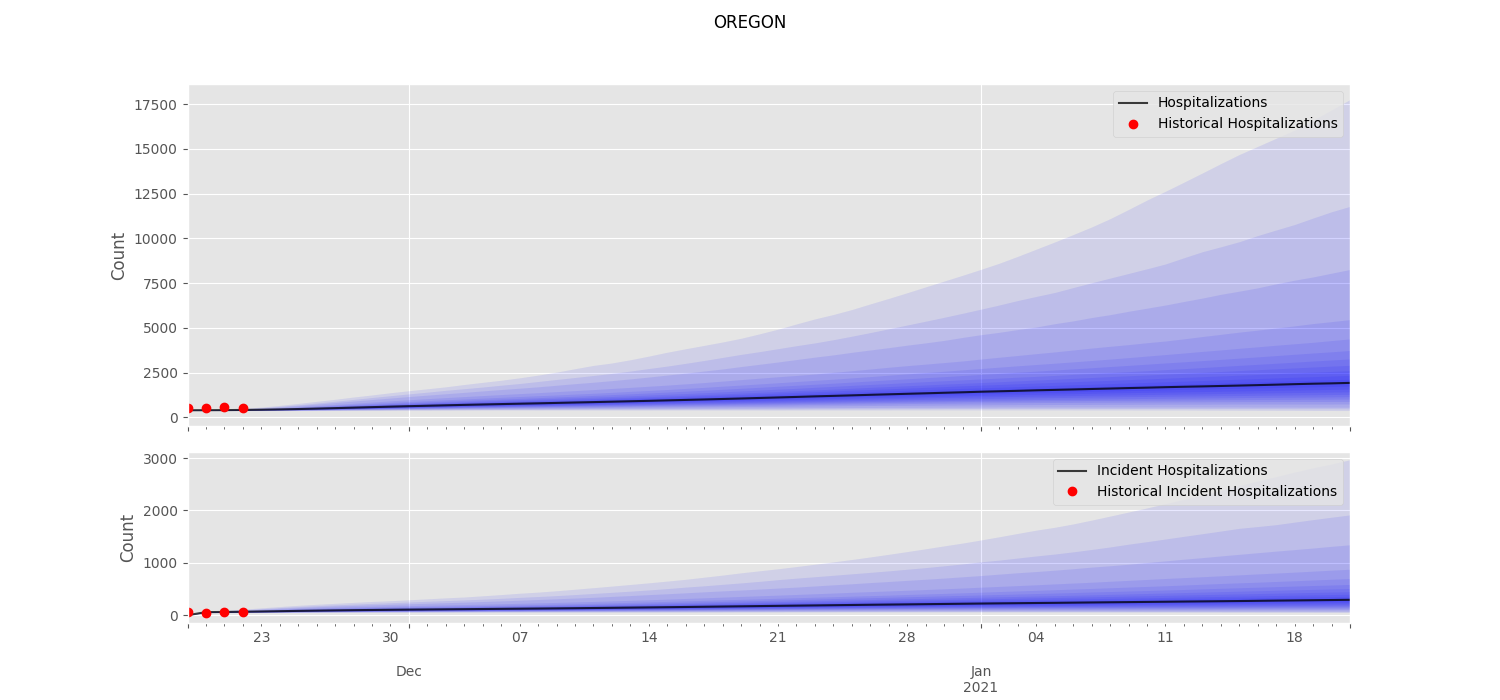 OREGON
17500
15000
12500
10000
7500
5000
2500
0
Count
Hospitalizations
Historical Hospitalizations
3000
2000
1000
0
Count
Incident Hospitalizations
Historical Incident Hospitalizations
23 30 07 14 21 28 04 11 18
Dec Jan
2021